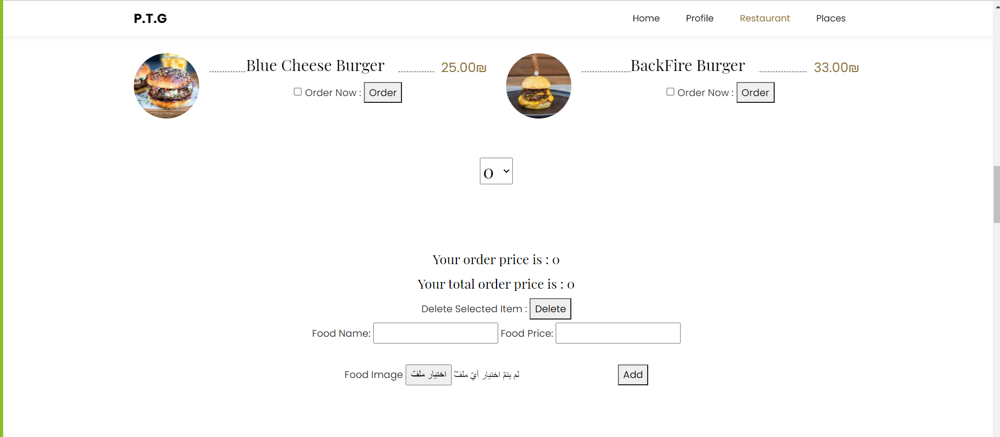 P.T.G Home Profile Restaurant Places
Blue Cheese Burger 25.00₪
Order Now : Order
BackFire Burger 33.00₪
Order Now : Order
0
Your order price is : 0
Your total order price is : 0
Delete Selected Item : Delete
Food Name: Food Price:
Food Image اختيار ملفّ لم يتمّ اختيار أيّ ملفّ Add